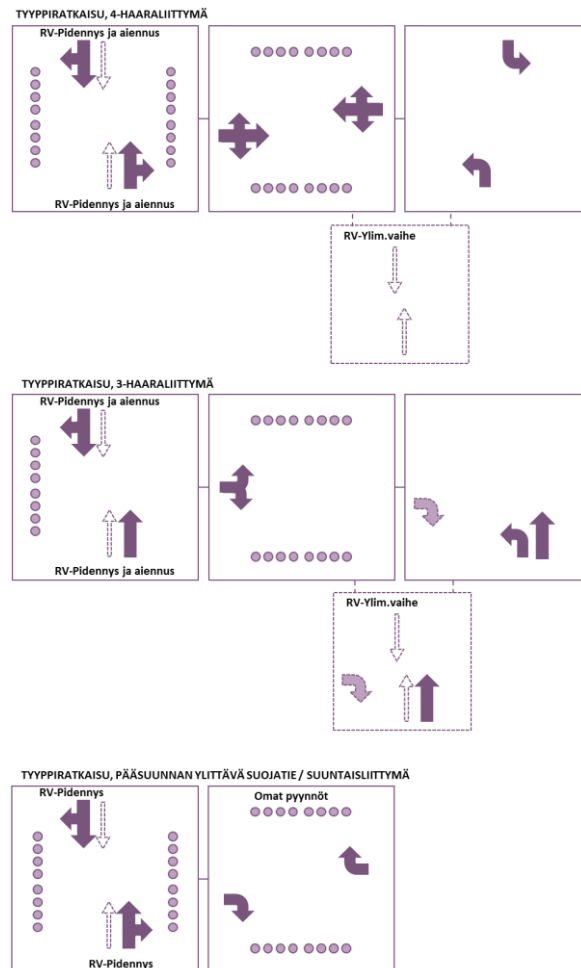 TYYPPIRATKAISU, 4-HAARALIITTYMÄ
RV-Pidennys ja aiennus
RV-Pidennys ja aiennus
RV-Ylim.vaihe
TYYPPIRATKAISU, 3-HAARALIITTYMÄ
RV-Pidennys ja aiennus
RV-Pidennys ja aiennus
RV-Ylim.vaihe
TYYPPIRATKAISU, PÄÄSUUNNAN YLITTÄVÄ SUOJATIE / SUUNTAISLIITTYMÄ
RV-Pidennys
Omat pyynnöt
RV-Pidennys